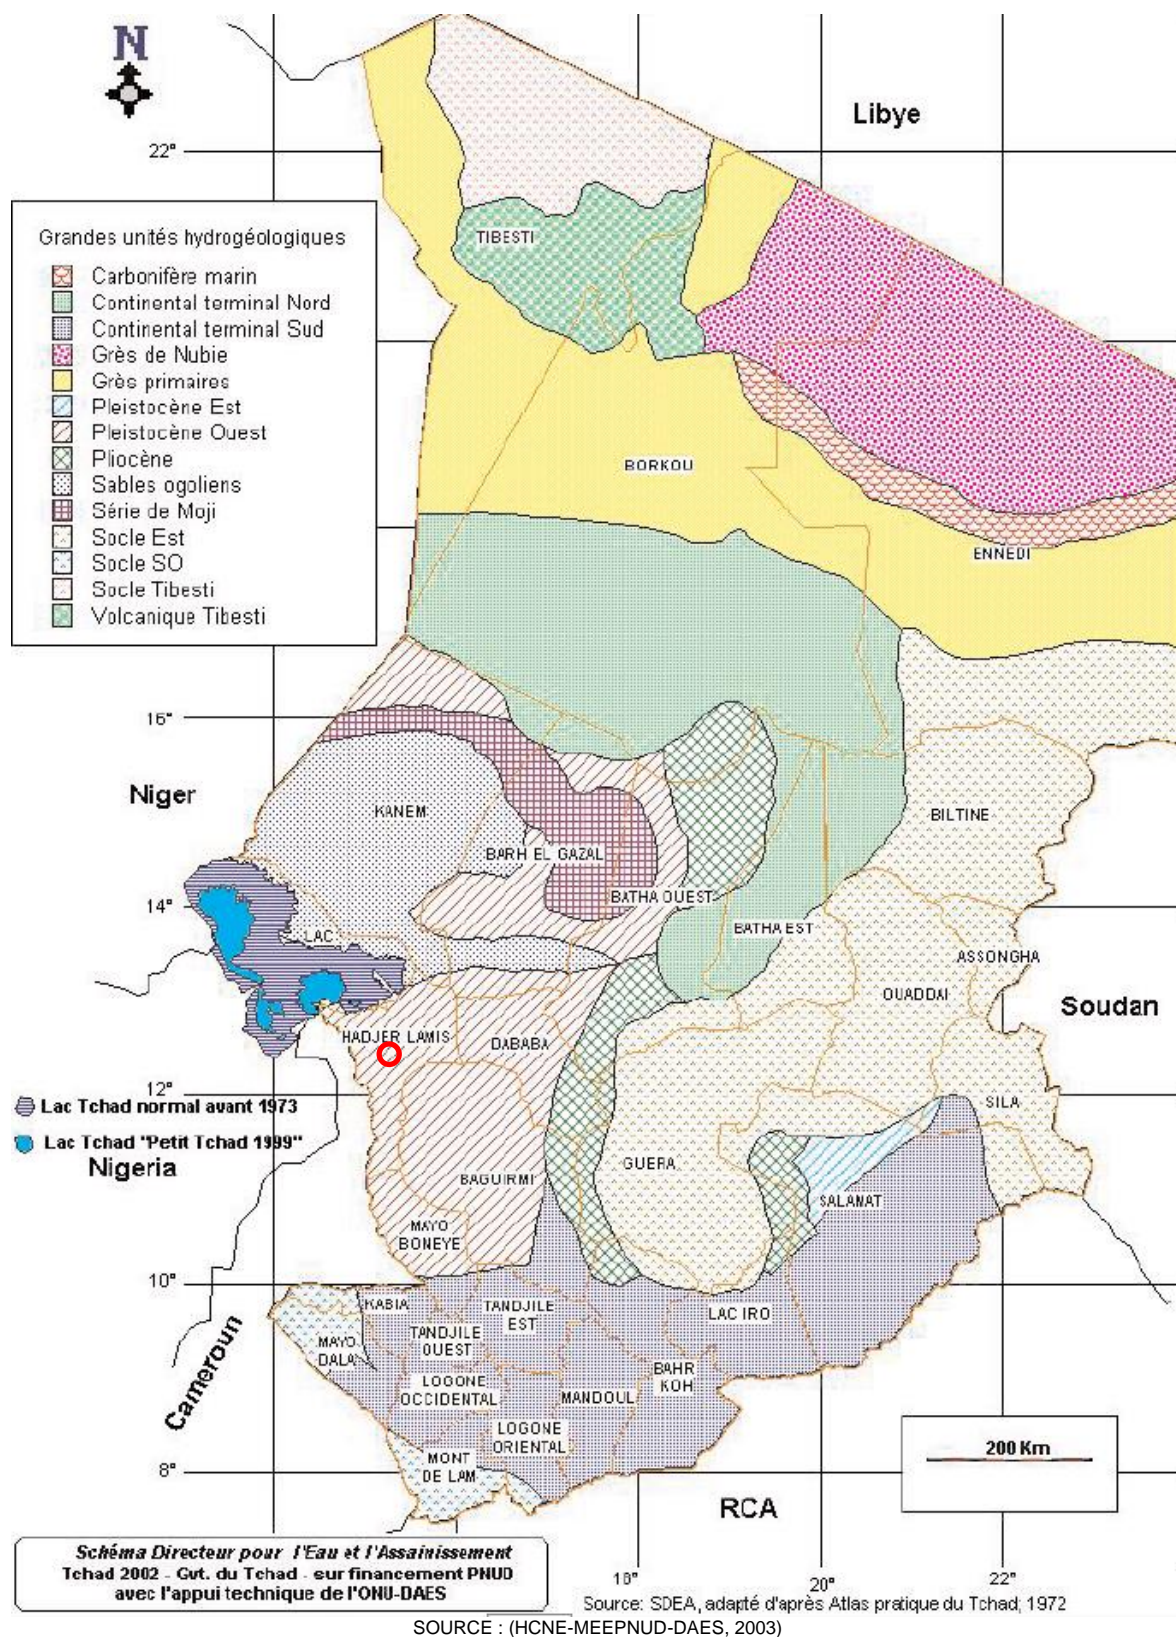 N
Libye
22°
Grandes unités hydrogéologiques
Carbonifère marin
Continental terminal Nord
Continental terminal Sud
Grès de Nubie
Grès primaires
Pleistocène Est
Pleistocène Ouest
Pliocène
Sables ogoliens
Série de Moji
Socle Est
Socle SO
Socle Tibesti
Volcanique Tibesti
TIBESTI
BORKOU
ENNEDI
16°
Niger
KANEM
BILTINE
BARH EL GAZAL
BATHA OUEST
14°
LAC
BATHA EST
ASSONGHA
OUADDAI
Soudan
HADJER LAMIS
DABABA
12°
Lac Tchad normal avant 1973
SILA
Lac Tchad "Petit Tchad 1999"
Nigeria
GUERA
BAGUIRMI
SALAMAT
MAYO
BONEYE
10°
KABIA
TANDJILE
EST
LAC IRO
Cameroun
MAYO
DALA
TANDJILE
OUEST
BAHR
KOH
LOGONE
OCCIDENTAL
MANDOUL
LOGONE
ORIENTAL
MONT
DE LAM
200 Km
8°
RCA
Schéma Directeur pour l'Eau et l'Assainissement
Tchad 2002 - Gvt. du Tchad - sur financement PNUD
avec l'appui technique de l'ONU-DAES
18°
20°
22°
Source: SDEA, adapté d'après Atlas pratique du Tchad; 1972
SOURCE : (HCNE-MEEPNUD-DAES, 2003)